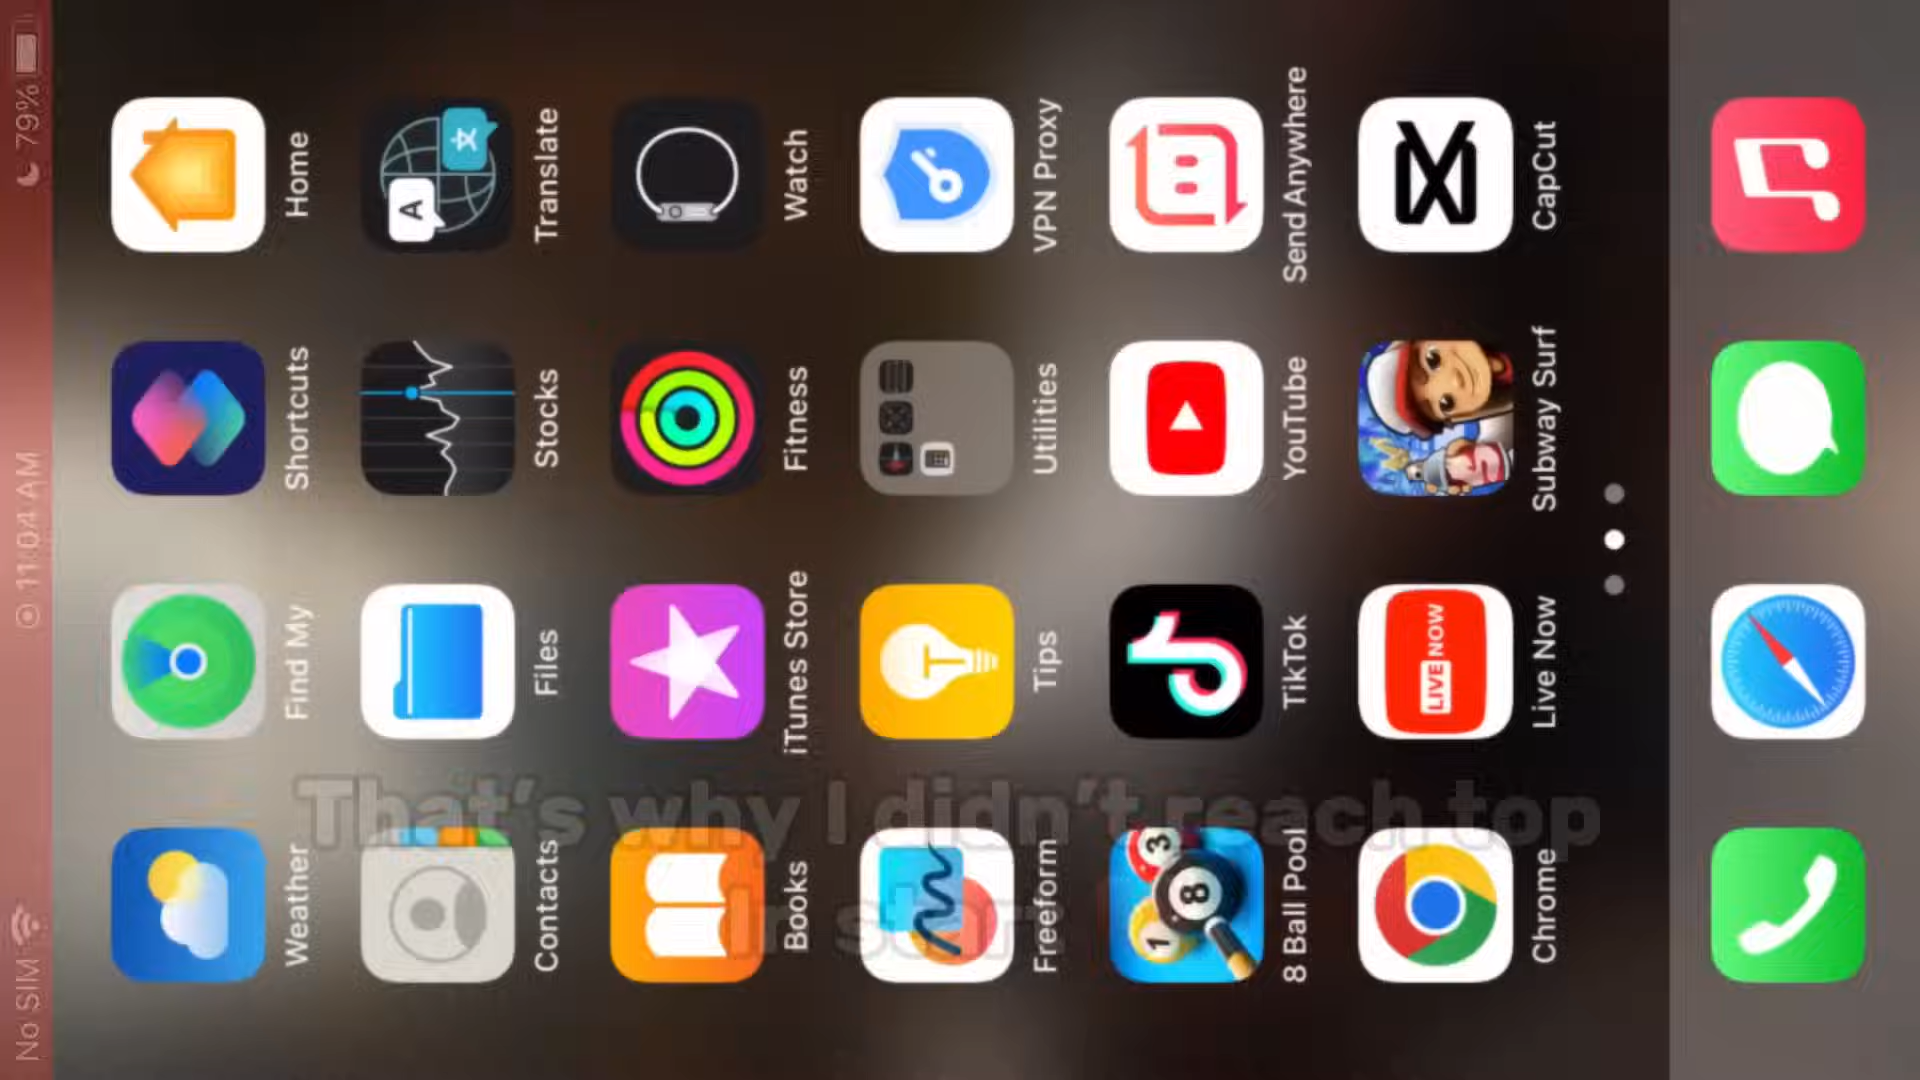 No SIM 11:04 AM 79%
Weather Find My Shortcuts Home
Contacts Files Stocks Translate
Books iTunes Store Fitness Watch
Freeform Tips Utilities VPN Proxy
8 Ball Pool TikTok YouTube Send Anywhere
LIVE NOW
Chrome Live Now Subway Surf CapCut
That's why I didn't reach top